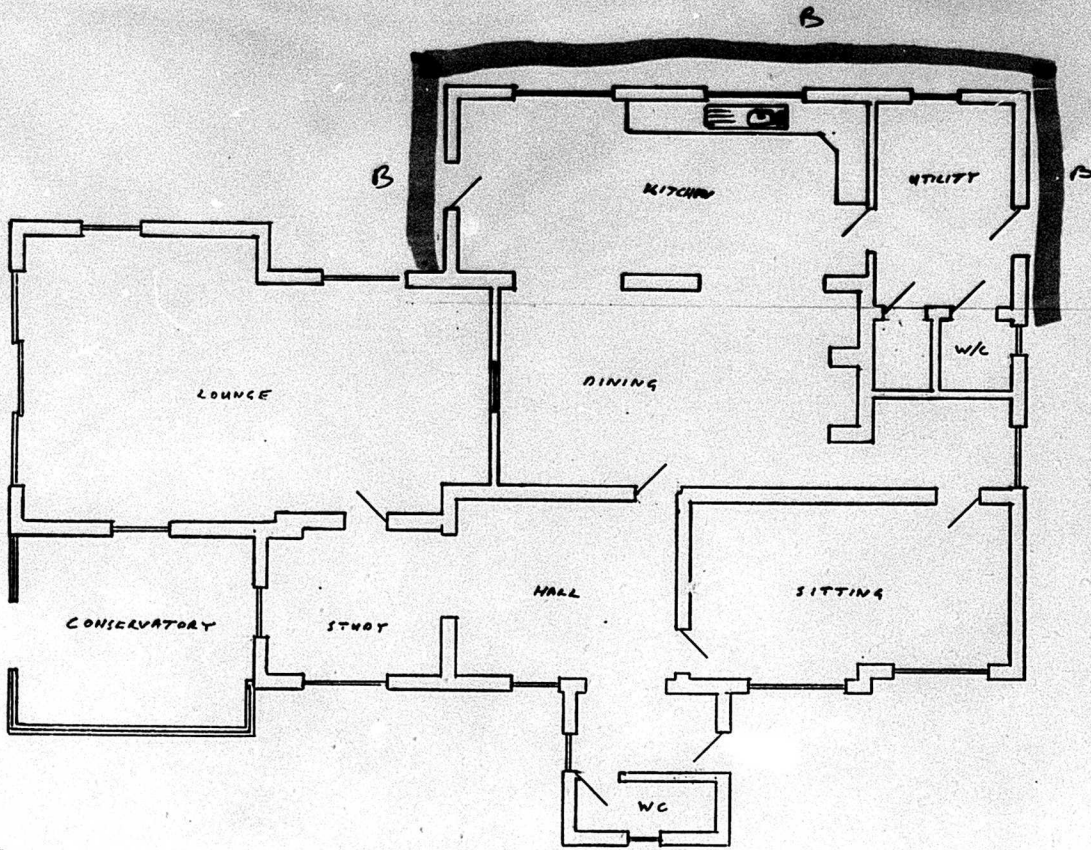 B
B
KITCHEN
UTILITY
B
W/C
LOUNGE
DINING
HALL
SITTING
CONSERVATORY
STUDY
WC